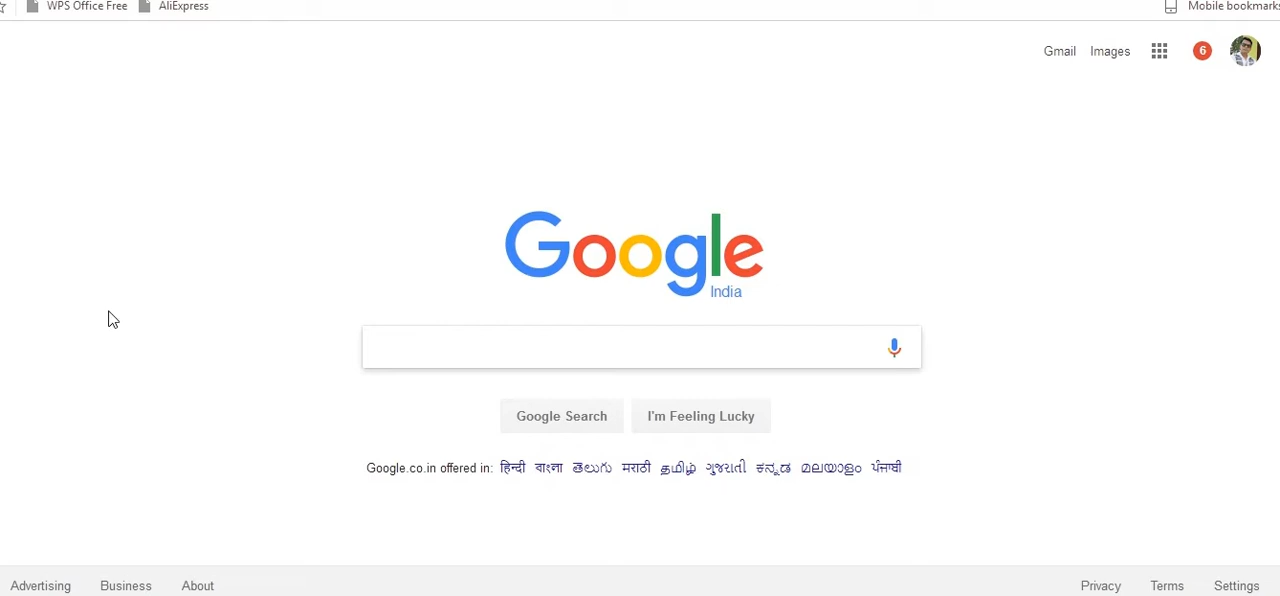 WPS Office Free AliExpress Mobile bookmarks
Gmail Images 6
Google
India
Google Search I'm Feeling Lucky
Google.co.in offered in: हिन्दी বাংলা తెలుగు मराठी தமிழ் ગુજરાતી ಕನ್ನಡ മലയാളം ਪੰਜਾਬੀ
Advertising Business About Privacy Terms Settings